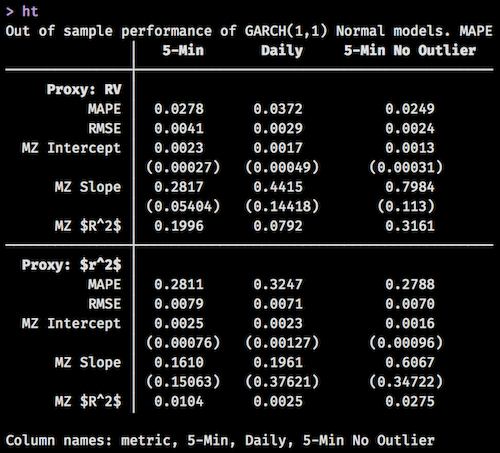 > ht
Out of sample performance of GARCH(1,1) Normal models. MAPE
5-Min Daily 5-Min No Outlier
Proxy: RV
MAPE 0.0278 0.0372 0.0249
RMSE 0.0041 0.0029 0.0024
MZ Intercept 0.0023 0.0017 0.0013
(0.00027) (0.00049) (0.00031)
MZ Slope 0.2817 0.4415 0.7984
(0.05404) (0.14418) (0.113)
MZ $R^2$ 0.1996 0.0792 0.3161
Proxy: $r^2$
MAPE 0.2811 0.3247 0.2788
RMSE 0.0079 0.0071 0.0070
MZ Intercept 0.0025 0.0023 0.0016
(0.00076) (0.00127) (0.00096)
MZ Slope 0.1610 0.1961 0.6067
(0.15063) (0.37621) (0.34722)
MZ $R^2$ 0.0104 0.0025 0.0275
Column names: metric, 5-Min, Daily, 5-Min No Outlier